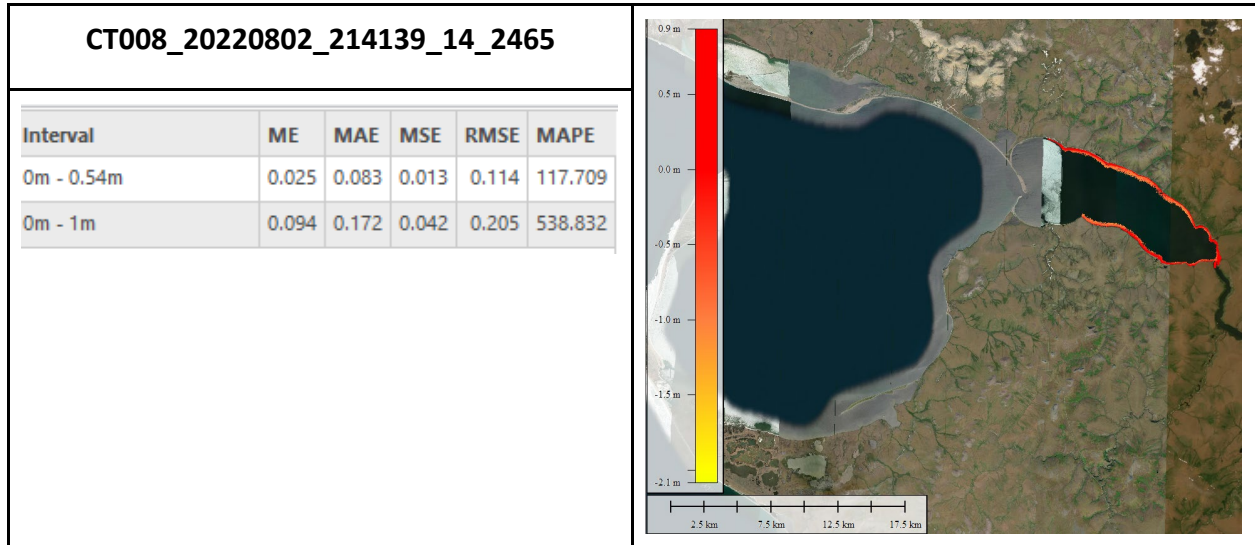 CT008_20220802_214139_14_2465
Interval ME MAE MSE RMSE MAPE
0m - 0.54m 0.025 0.083 0.013 0.114 117.709
0m - 1m 0.094 0.172 0.042 0.205 538.832
0.9 m
0.5 m
0.0 m
-0.5 m
-1.0 m
-1.5 m
-2.1 m
2.5 km 7.5 km 12.5 km 17.5 km